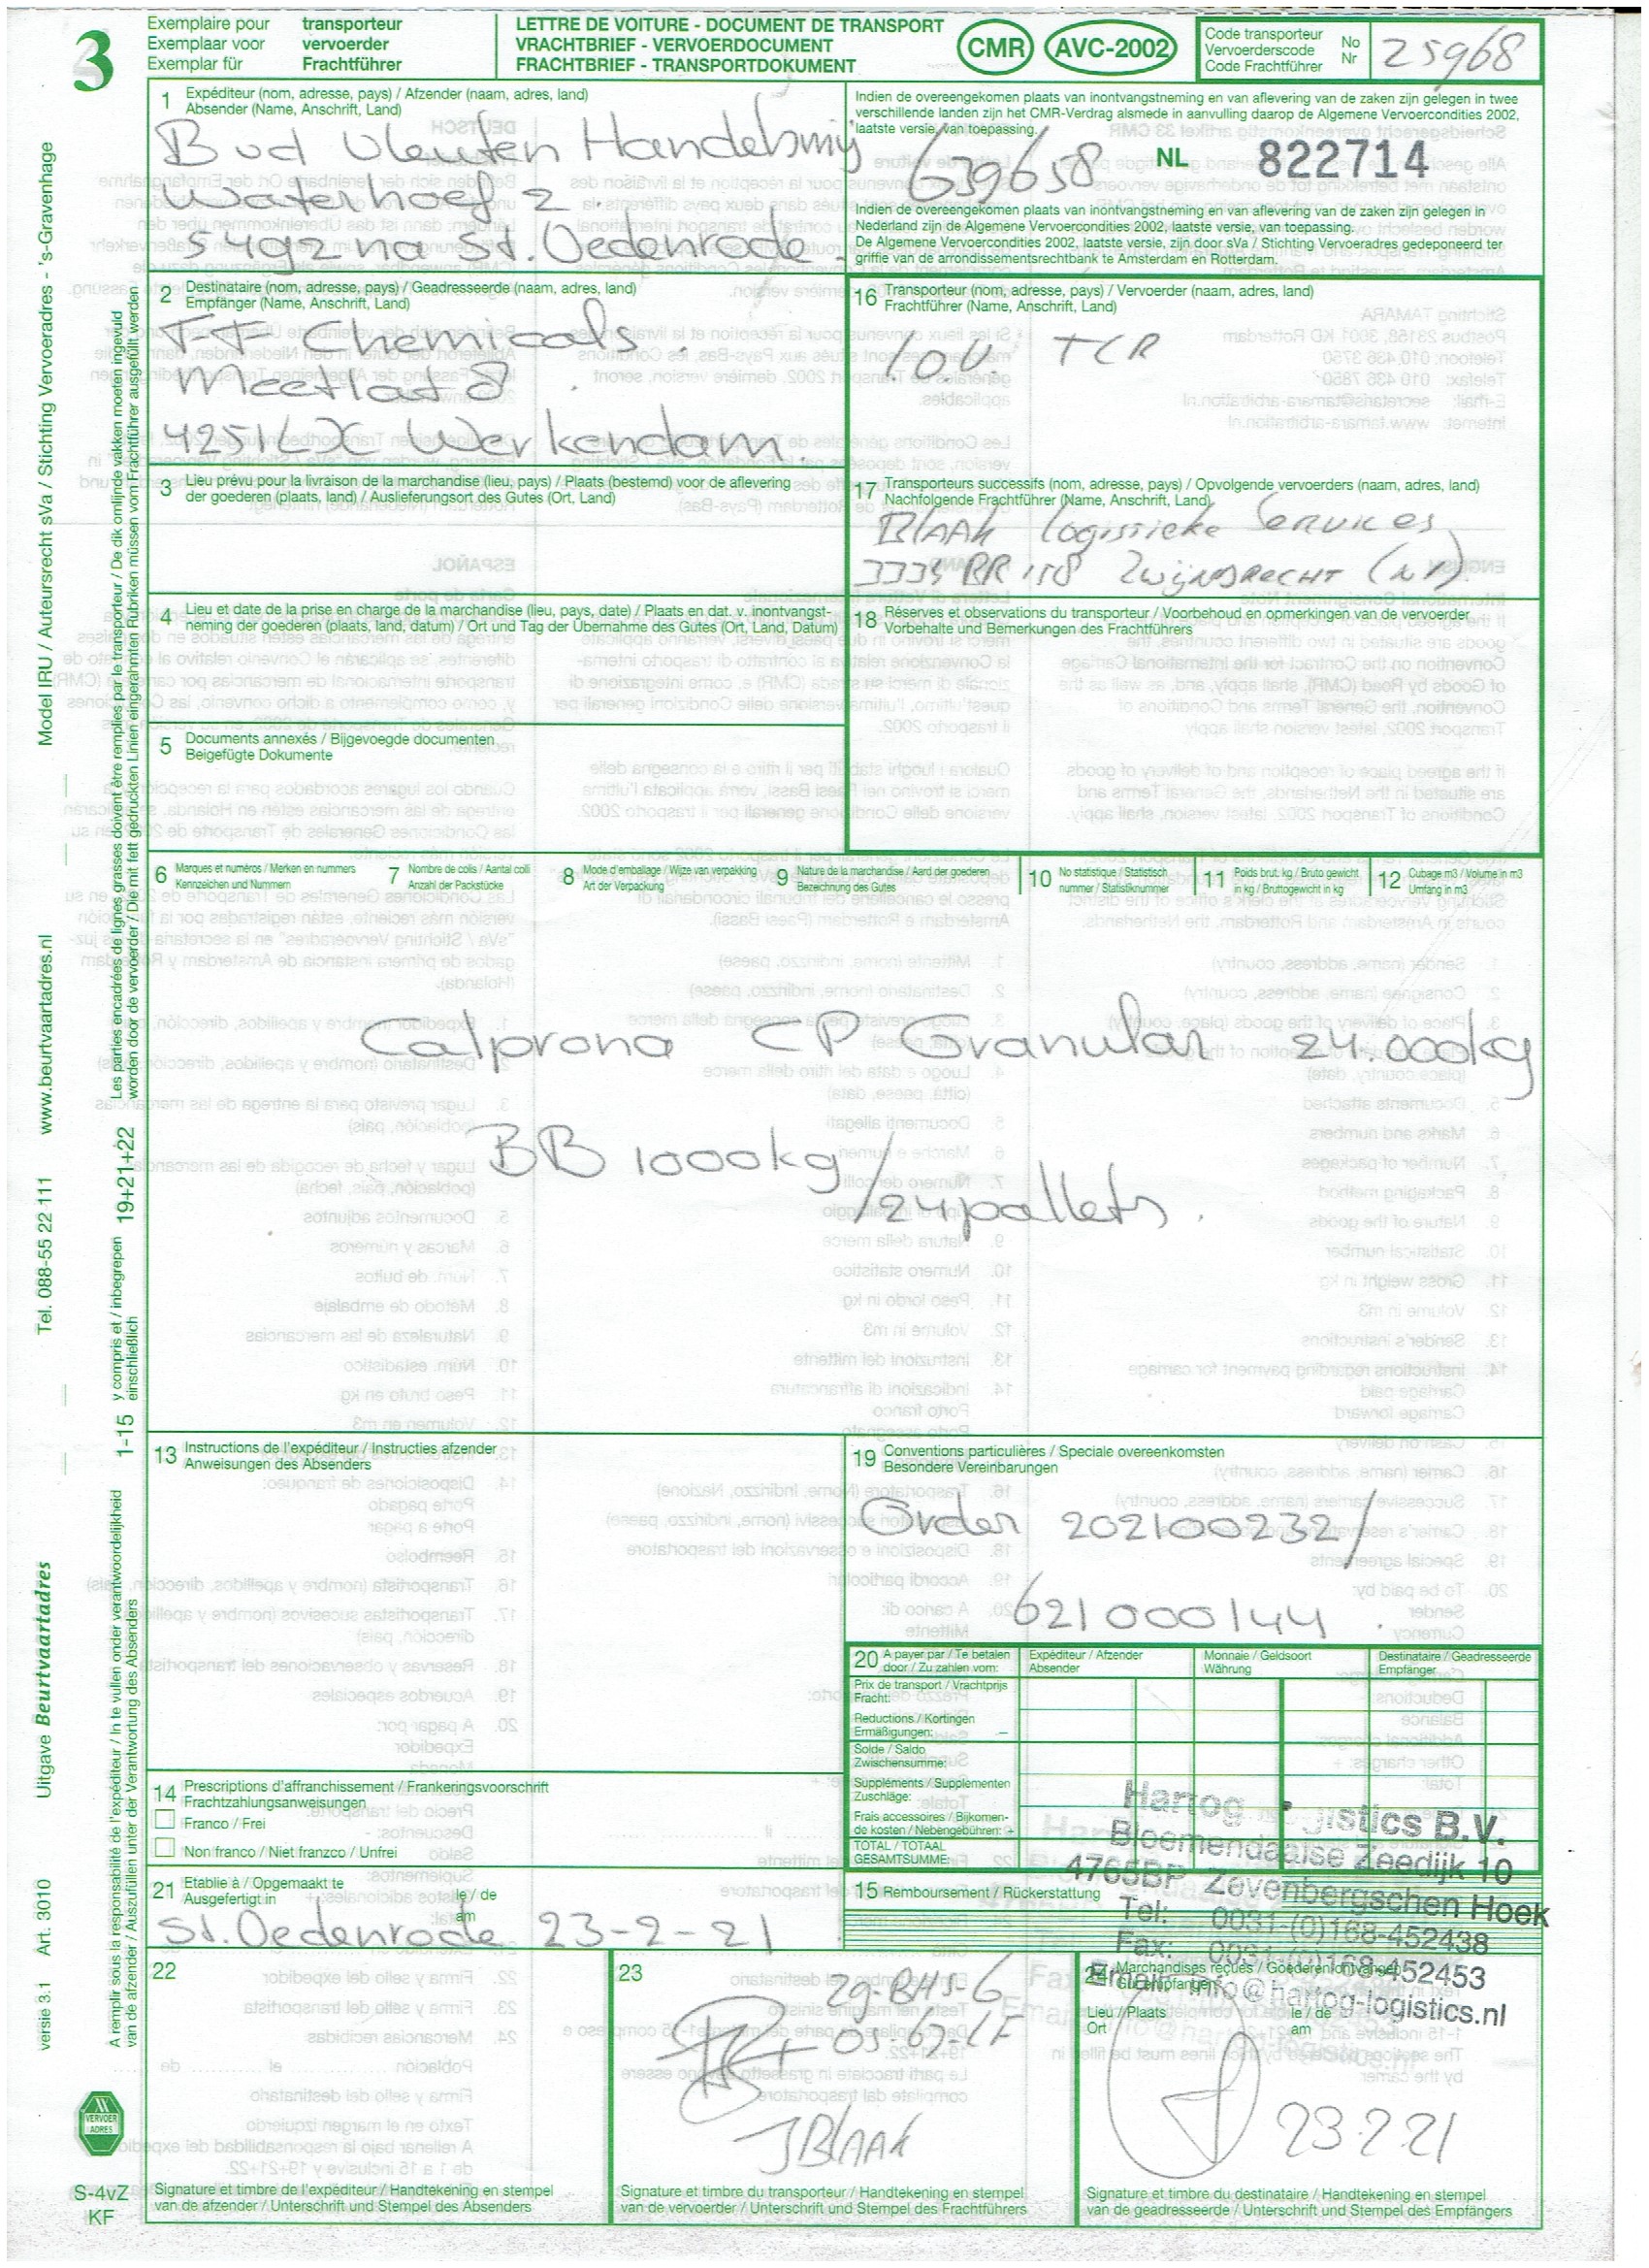 3
Exemplaire pour transporteur
Exemplaar voor vervoerder
Exemplar für Frachtführer
LETTRE DE VOITURE - DOCUMENT DE TRANSPORT
VRACHTBRIEF - VERVOERDOCUMENT
FRACHTBRIEF - TRANSPORTDOKUMENT
CMR AVC-2002
Code transporteur No
Vervoerderscode Nr
Code Frachtführer
25968
1 Expéditeur (nom, adresse, pays) / Afzender (naam, adres, land)
Absender (Name, Anschrift, Land)
Bud Vleuten Handelsmij
Waterhoef 2
5491 na St. Oedenrode.
Indien de overeengekomen plaats van inontvangstneming en van aflevering van de zaken zijn gelegen in twee
verschillende landen zijn het CMR-Verdrag alsmede in aanvulling daarop de Algemene Vervoercondities 2002,
laatste versie, van toepassing.
639658 NL 822714
Indien de overeengekomen plaats van inontvangstneming en van aflevering van de zaken zijn gelegen in
Nederland zijn de Algemene Vervoercondities 2002, laatste versie, van toepassing.
De Algemene Vervoercondities 2002, laatste versie, zijn door sVa / Stichting Vervoeradres gedeponeerd ter
griffie van de arrondissementsrechtbank te Amsterdam en Rotterdam.
2 Destinataire (nom, adresse, pays) / Geadresseerde (naam, adres, land)
Empfänger (Name, Anschrift, Land)
FF Chemicals
Meetlat 8
4251 LX Werkendam
16 Transporteur (nom, adresse, pays) / Vervoerder (naam, adres, land)
Frachtführer (Name, Anschrift, Land)
I.O.V. TCR
3 Lieu prévu pour la livraison de la marchandise (lieu, pays) / Plaats (bestemd) voor de aflevering
der goederen (plaats, land) / Auslieferungsort des Gutes (Ort, Land)
17 Transporteurs successifs (nom, adresse, pays) / Opvolgende vervoerders (naam, adres, land)
Nachfolgende Frachtführer (Name, Anschrift, Land)
BLAAK Logistieke Services
3335 BR 158 Zwijndrecht (NL).
4 Lieu et date de la prise en charge de la marchandise (lieu, pays, date) / Plaats en dat. v. inontvangst-
neming der goederen (plaats, land, datum) / Ort und Tag der Übernahme des Gutes (Ort, Land, Datum)
18 Réserves et observations du transporteur / Voorbehoud en opmerkingen van de vervoerder
Vorbehalte und Bemerkungen des Frachtführers
5 Documents annexés / Bijgevoegde documenten
Beigefügte Dokumente
6 Marques et numéros / Merken en nummers
Kennzeichen und Nummern
7 Nombre de colis / Aantal colli
Anzahl der Packstücke
8 Mode d'emballage / Wijze van verpakking
Art der Verpackung
9 Nature de la marchandise / Aard der goederen
Bezeichnung des Gutes
10 No statistique / Statistisch
nummer / Statistiknummer
11 Poids brut. kg / Bruto gewicht
in kg / Bruttogewicht in kg
12 Cubage m3 / Volume in m3
Umfang in m3
Calprona CP Granular 24.000kg
BB 1000kg
/24pallets.
13 Instructions de l'expéditeur / Instructies afzender
Anweisungen des Absenders
19 Conventions particulières / Speciale overeenkomsten
Besondere Vereinbarungen
Order 202100232/
621000144.
20 A payer par / Te betalen
door / Zu zahlen vom:
Expéditeur / Afzender
Absender
Monnaie / Geldsoort
Währung
Destinataire / Geadresseerde
Empfänger
Prix de transport / Vrachtprijs
Fracht:
Reductions / Kortingen
Ermäßigungen: –
Solde / Saldo
Zwischensumme:
Suppléments / Supplementen
Zuschläge:
Frais accessoires / Bijkomen-
de kosten / Nebengebühren: +
TOTAL / TOTAAL
GESAMTSUMME:
14 Prescriptions d'affranchissement / Frankeringsvoorschrift
Frachtzahlungsanweisungen
Franco / Frei
Non franco / Niet franzco / Unfrei
Hartog Logistics B.V.
Bloemendaalse Zeedijk 10
4765BP Zevenbergschen Hoek
Tel: 0031-(0)168-452438
Fax: 0031-(0)168-452453
Email: info@hartog-logistics.nl
21 Etablie à / Opgemaakt te le / de
Ausgefertigt in am
St. Oedenrode 23-2-21
15 Remboursement / Rückerstattung
22
Signature et timbre de l'expéditeur / Handtekening en stempel
van de afzender / Unterschrift und Stempel des Absenders
23
29-BHS-6
05-67-LF
JBLAAK
Signature et timbre du transporteur / Handtekening en stempel
van de vervoerder / Unterschrift und Stempel des Frachtführers
24 Marchandises reçues / Goederen ontvangen
Gut empfangen
Lieu / Plaats le / de
Ort am
23.2.21
Signature et timbre du destinataire / Handtekening en stempel
van de geadresseerde / Unterschrift und Stempel des Empfängers
Model IRU / Auteursrecht sVa / Stichting Vervoeradres - 's-Gravenhage
www.beurtvaartadres.nl
Tel. 088-55 22 111
Uitgave Beurtvaartadres
Art. 3010
versie 3.1
Les parties encadrées de lignes grasses doivent être remplies par le transporteur / De dik omlijnde vakken moeten ingevuld
worden door de vervoerder / Die mit fett gedruckten Linien eingerahmten Rubriken müssen vom Frachtführer ausgefüllt werden
19+21+22
y compris et / inbegrepen
einschließlich
1-15
A remplir sous la responsabilité de l'expéditeur / In te vullen onder verantwoordelijkheid
van de afzender / Auszufüllen unter der Verantwortung des Absenders
VERVOER
ADRES
S-4vZ
KF